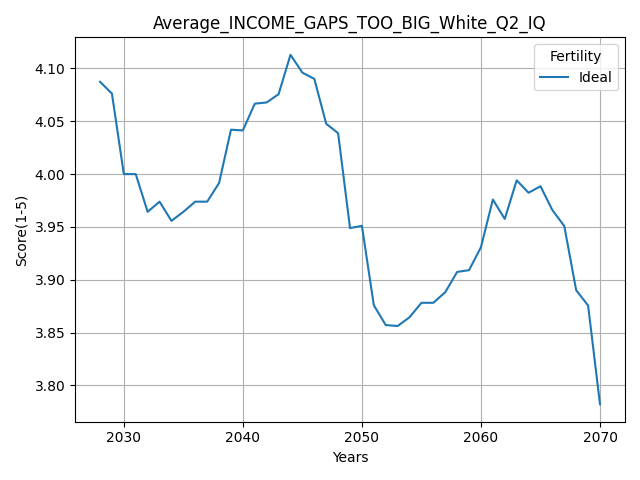 Average_INCOME_GAPS_TOO_BIG_White_Q2_IQ
Fertility
Ideal
Score(1-5)
4.10
4.05
4.00
3.95
3.90
3.85
3.80
2030 2040 2050 2060 2070
Years